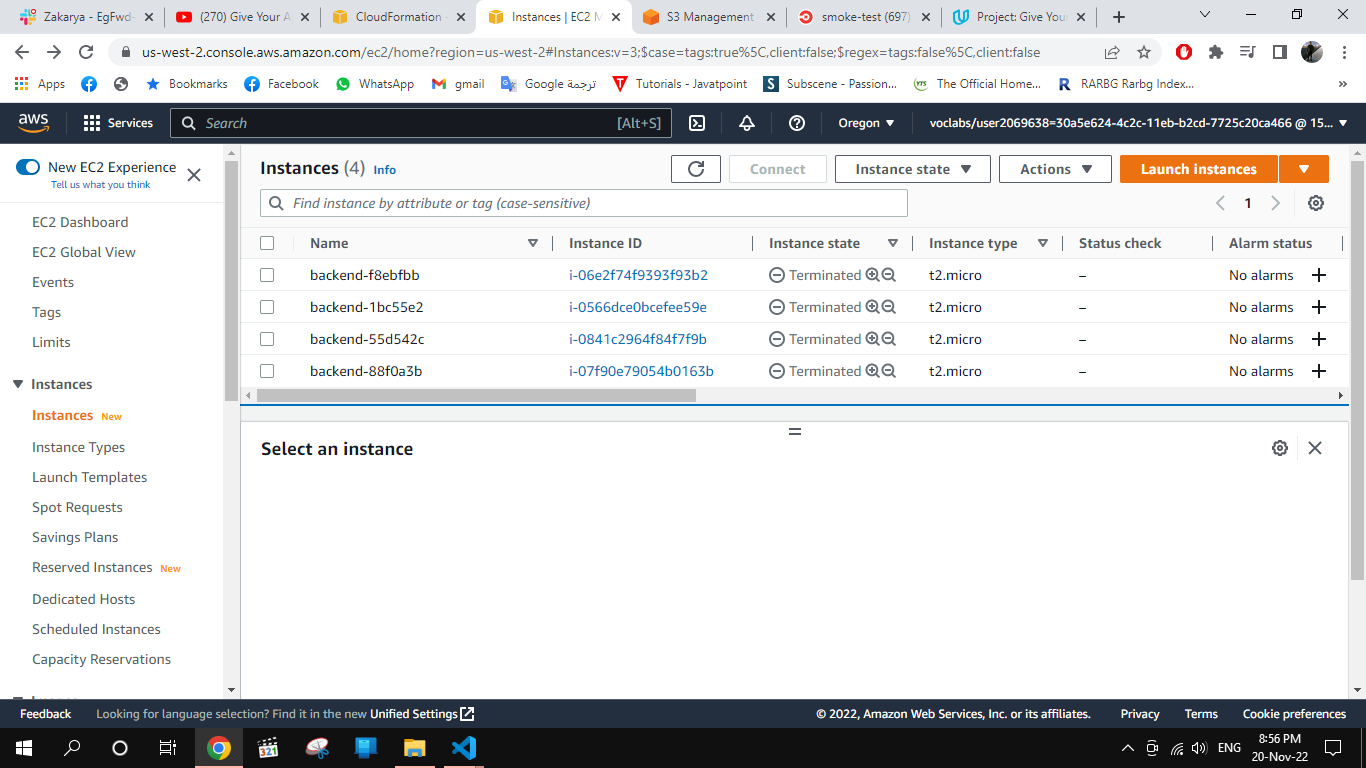 Zakarya - EgFwd-
(270) Give Your A
CloudFormation -
Instances | EC2 M
S3 Management
smoke-test (697)
Project: Give You
us-west-2.console.aws.amazon.com/ec2/home?region=us-west-2#Instances:v=3;$case=tags:true%5C,client:false;$regex=tags:false%5C,client:false
Apps
Bookmarks
Facebook
WhatsApp
gmail
ترجمة Google
Tutorials - Javatpoint
Subscene - Passion...
The Official Home...
RARBG Rarbg Index...
»
aws
Services
Search
[Alt+S]
Oregon
voclabs/user2069638=30a5e624-4c2c-11eb-b2cd-7725c20ca466 @ 15...
New EC2 Experience
Tell us what you think
EC2 Dashboard
EC2 Global View
Events
Tags
Limits
Instances
Instances New
Instance Types
Launch Templates
Spot Requests
Savings Plans
Reserved Instances New
Dedicated Hosts
Scheduled Instances
Capacity Reservations
Instances (4) Info
Connect
Instance state
Actions
Launch instances
Find instance by attribute or tag (case-sensitive)
1
Name Instance ID Instance state Instance type Status check Alarm status
backend-f8ebfbb i-06e2f74f9393f93b2 Terminated t2.micro – No alarms
backend-1bc55e2 i-0566dce0bcefee59e Terminated t2.micro – No alarms
backend-55d542c i-0841c2964f84f7f9b Terminated t2.micro – No alarms
backend-88f0a3b i-07f90e79054b0163b Terminated t2.micro – No alarms
Select an instance
Feedback
Looking for language selection? Find it in the new Unified Settings
© 2022, Amazon Web Services, Inc. or its affiliates.
Privacy
Terms
Cookie preferences
321
ENG
8:56 PM
20-Nov-22